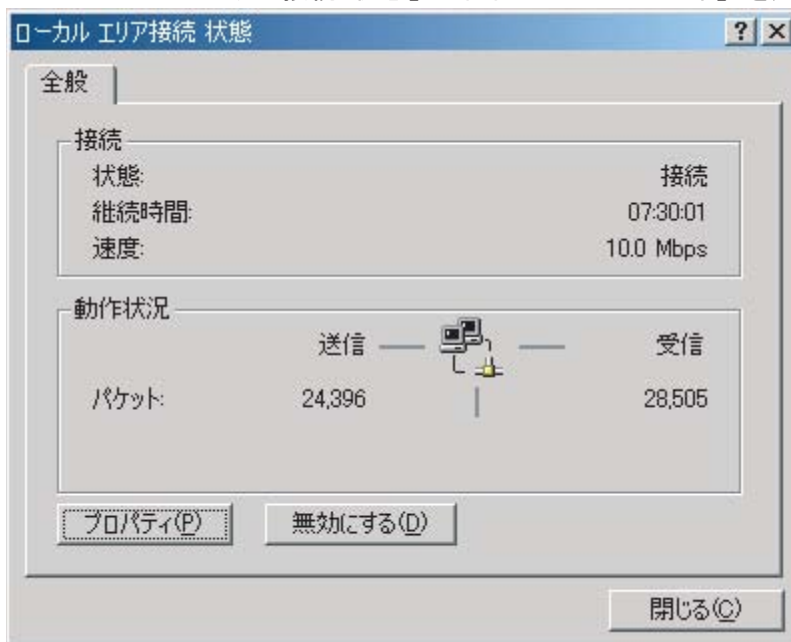 ローカル エリア接続 状態
全般
接続
状態: 接続
継続時間: 07:30:01
速度: 10.0 Mbps
動作状況
送信 受信
パケット: 24,396 28,505
プロパティ(P) 無効にする(D)
閉じる(C)